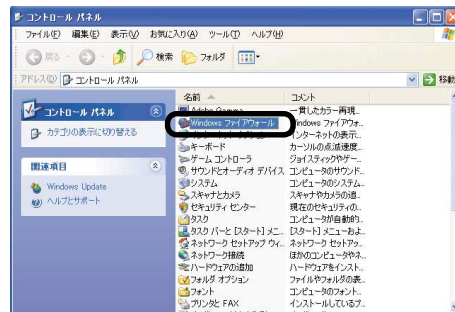 コントロール パネル
ファイル(F) 編集(E) 表示(V) お気に入り(A) ツール(T) ヘルプ(H)
戻る 検索 フォルダ
アドレス(D) コントロール パネル 移動
コントロール パネル
カテゴリの表示に切り替える
関連項目
Windows Update
ヘルプとサポート
名前 コメント
Adobe Gamma 一貫したカラー再現...
Windows ファイアウォール Windows ファイアウォ...
インターネットの表示...
キーボード カーソルの点滅速度...
ゲーム コントローラ ジョイスティックやゲー...
サウンドとオーディオ デバイス コンピュータのサウンド...
システム コンピュータのシステム...
スキャナとカメラ スキャナやカメラの追...
セキュリティ センター 現在のセキュリティの...
タスク コンピュータが自動的...
タスク バーと [スタート] メニ... [スタート] メニューおよ...
ネットワーク セットアップ ウィ... ネットワーク セットアッ...
ネットワーク接続 ほかのコンピュータやネ...
ハードウェアの追加 ハードウェアをインスト...
フォルダ オプション ファイルやフォルダの表...
フォント コンピュータのフォント...
プリンタと FAX インストールしているプ...